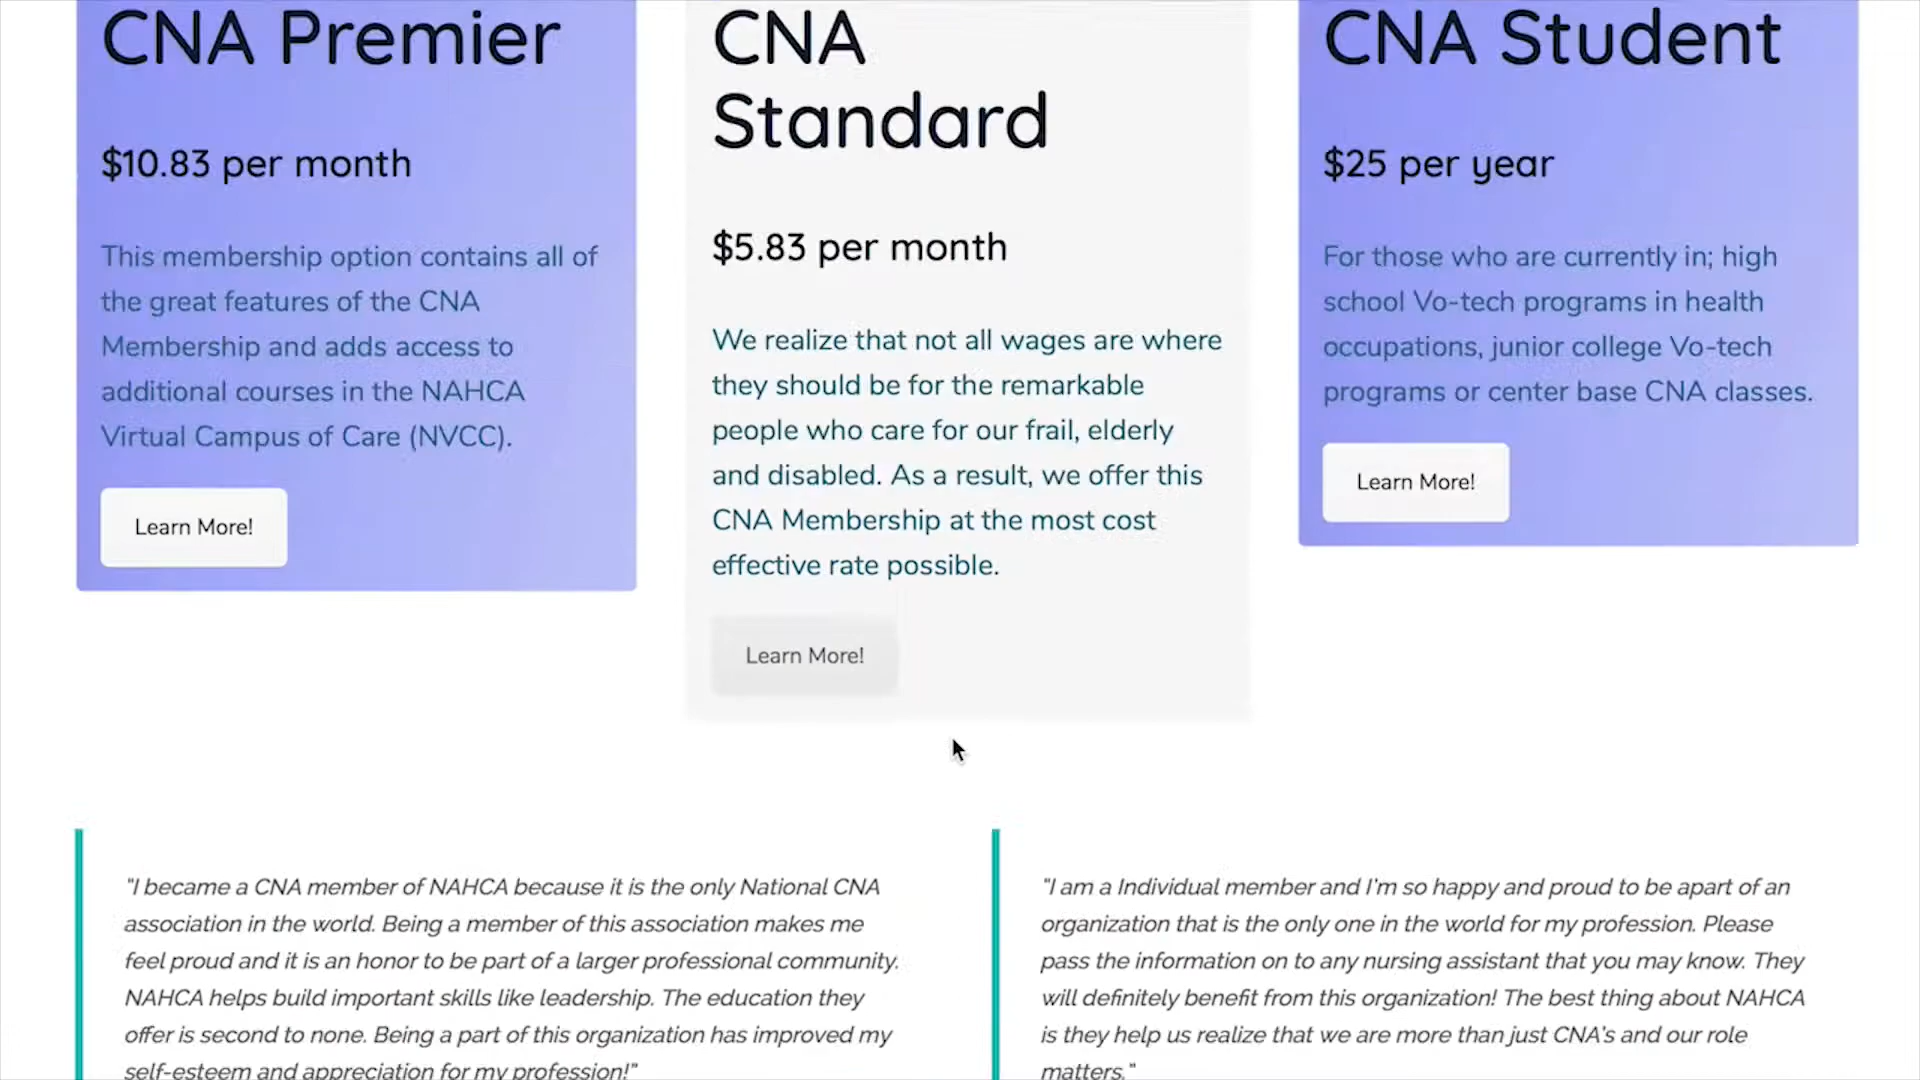 CNA Premier
$10.83 per month
This membership option contains all of
the great features of the CNA
Membership and adds access to
additional courses in the NAHCA
Virtual Campus of Care (NVCC).
Learn More!
CNA
Standard
$5.83 per month
We realize that not all wages are where
they should be for the remarkable
people who care for our frail, elderly
and disabled. As a result, we offer this
CNA Membership at the most cost
effective rate possible.
Learn More!
CNA Student
$25 per year
For those who are currently in; high
school Vo-tech programs in health
occupations, junior college Vo-tech
programs or center base CNA classes.
Learn More!
"I became a CNA member of NAHCA because it is the only National CNA
association in the world. Being a member of this association makes me
feel proud and it is an honor to be part of a larger professional community.
NAHCA helps build important skills like leadership. The education they
offer is second to none. Being a part of this organization has improved my
self-esteem and appreciation for my profession!"
"I am a Individual member and I'm so happy and proud to be apart of an
organization that is the only one in the world for my profession. Please
pass the information on to any nursing assistant that you may know. They
will definitely benefit from this organization! The best thing about NAHCA
is they help us realize that we are more than just CNA's and our role
matters."